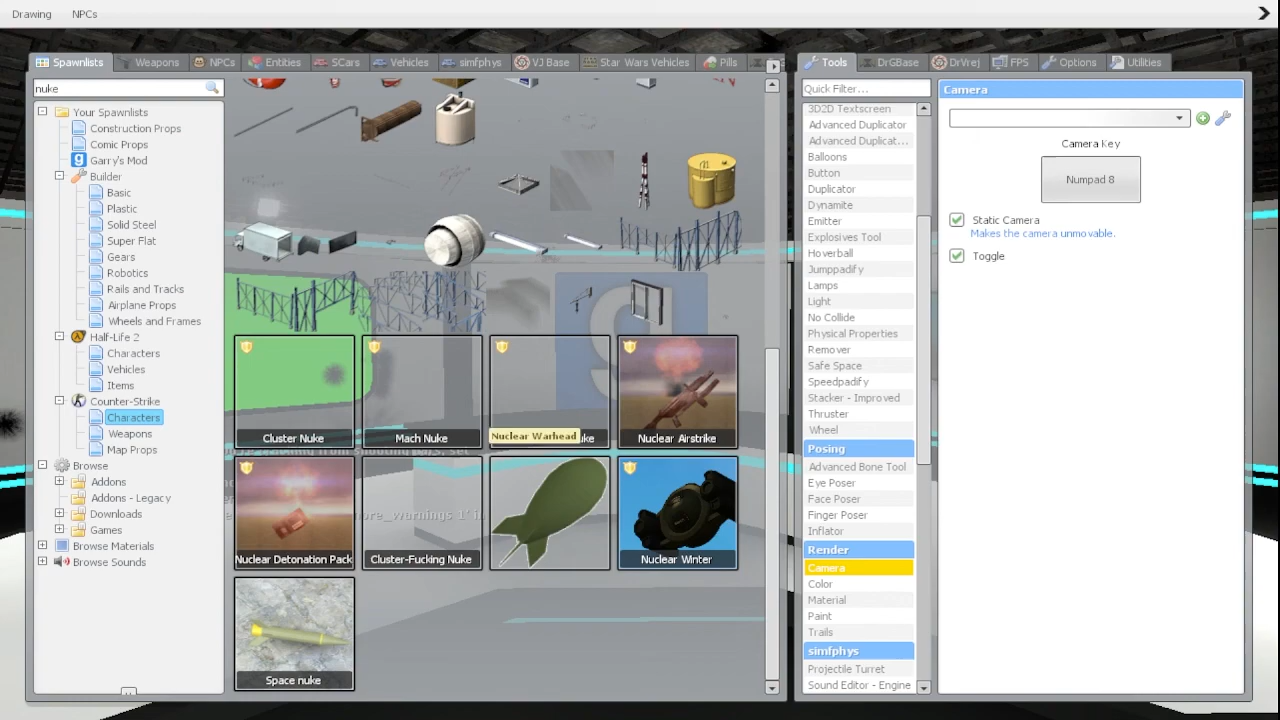 Drawing NPCs
Spawnlists Weapons NPCs Entities SCars Vehicles simfphys VJ Base Star Wars Vehicles Pills
nuke
Your Spawnlists
Construction Props
Comic Props
Garry's Mod
Builder
Basic
Plastic
Solid Steel
Super Flat
Gears
Robotics
Rails and Tracks
Airplane Props
Wheels and Frames
Half-Life 2
Characters
Vehicles
Items
Counter-Strike
Characters
Weapons
Map Props
Browse
Addons
Addons - Legacy
Downloads
Games
Browse Materials
Browse Sounds
Cluster Nuke
Mach Nuke
Nuclear Warhead
Nuclear Airstrike
Nuclear Detonation Pack
Cluster-Fucking Nuke
Nuclear Winter
Space nuke
Tools DrGBase DrVrej FPS Options Utilities
Quick Filter...
3D2D Textscreen
Advanced Duplicator
Advanced Duplicat...
Balloons
Button
Duplicator
Dynamite
Emitter
Explosives Tool
Hoverball
Jumppadify
Lamps
Light
No Collide
Physical Properties
Remover
Safe Space
Speedpadify
Stacker - Improved
Thruster
Wheel
Posing
Advanced Bone Tool
Eye Poser
Face Poser
Finger Poser
Inflator
Render
Camera
Color
Material
Paint
Trails
simfphys
Projectile Turret
Sound Editor - Engine
Camera
Camera Key
Numpad 8
Static Camera
Makes the camera unmovable.
Toggle